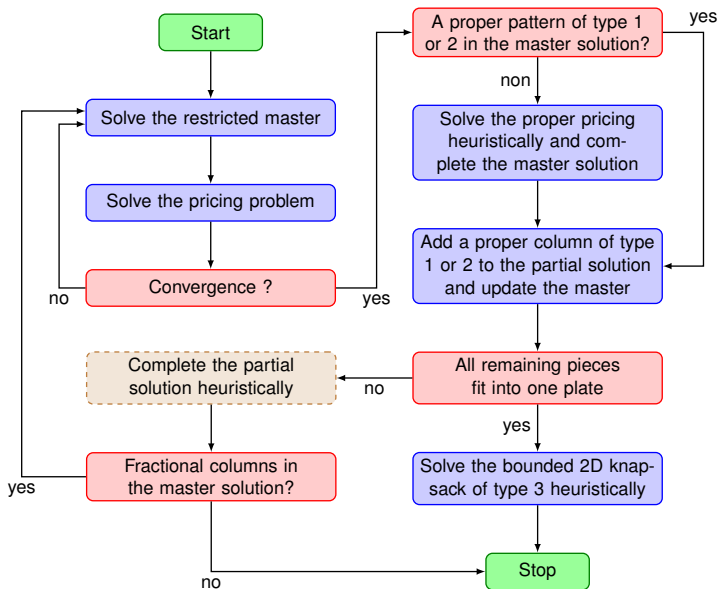 Start
Solve the restricted master
Solve the pricing problem
Convergence ?
no
yes
A proper pattern of type 1
or 2 in the master solution?
yes
non
Solve the proper pricing
heuristically and com-
plete the master solution
Add a proper column of type
1 or 2 to the partial solution
and update the master
All remaining pieces
fit into one plate
no
yes
Complete the partial
solution heuristically
Fractional columns in
the master solution?
yes
no
Solve the bounded 2D knap-
sack of type 3 heuristically
Stop